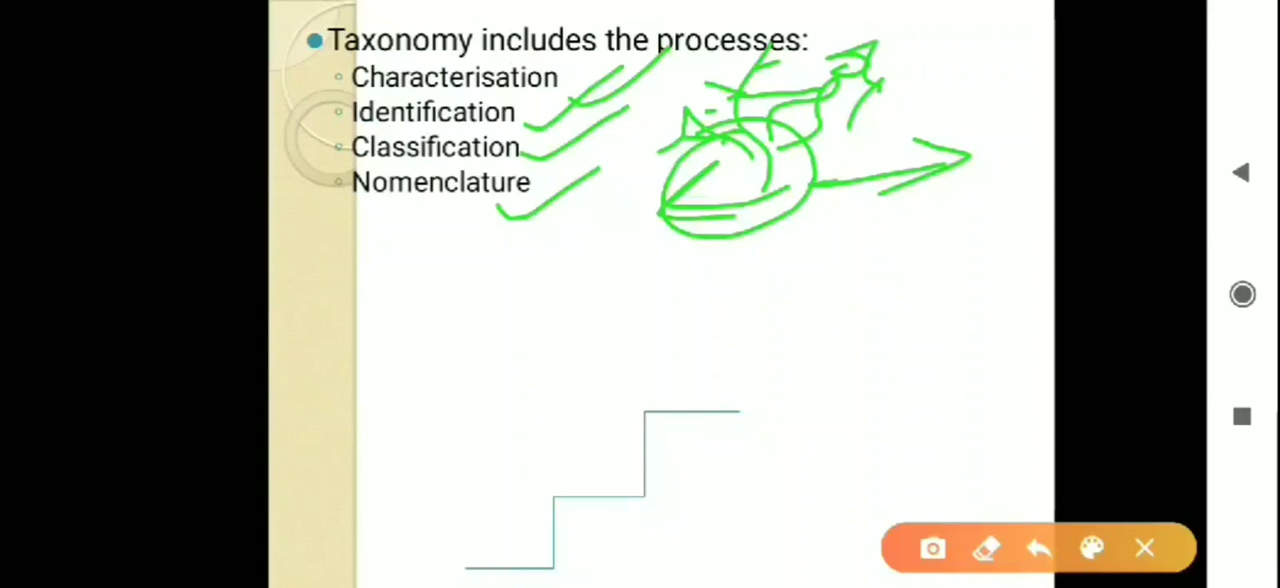 Taxonomy includes the processes:
Characterisation
Identification
Classification
Nomenclature